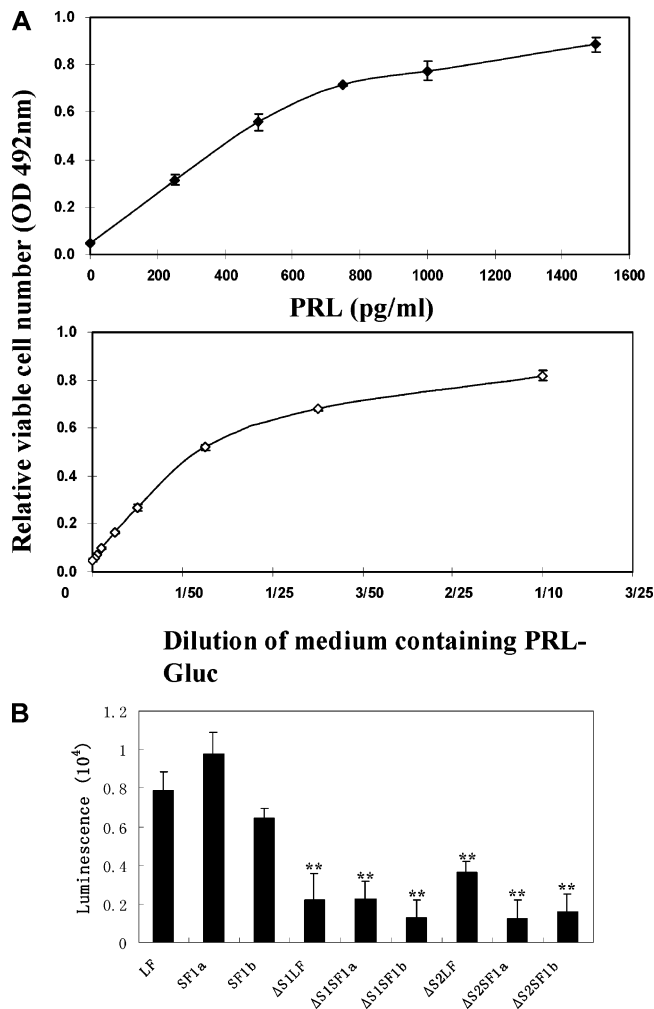 A
Relative viable cell number (OD 492nm)
1.0
0.8
0.6
0.4
0.2
0.0
0 200 400 600 800 1000 1200 1400 1600
PRL (pg/ml)
1.0
0.8
0.6
0.4
0.2
0.0
0 1/50 1/25 3/50 2/25 1/10 3/25
Dilution of medium containing PRL-
Gluc
B
Luminescence (10⁴)
1.2
1
0.8
0.6
0.4
0.2
0
** ** ** ** ** **
LF SF1a SF1b ΔS1LF ΔS1SF1a ΔS1SF1b ΔS2LF ΔS2SF1a ΔS2SF1b